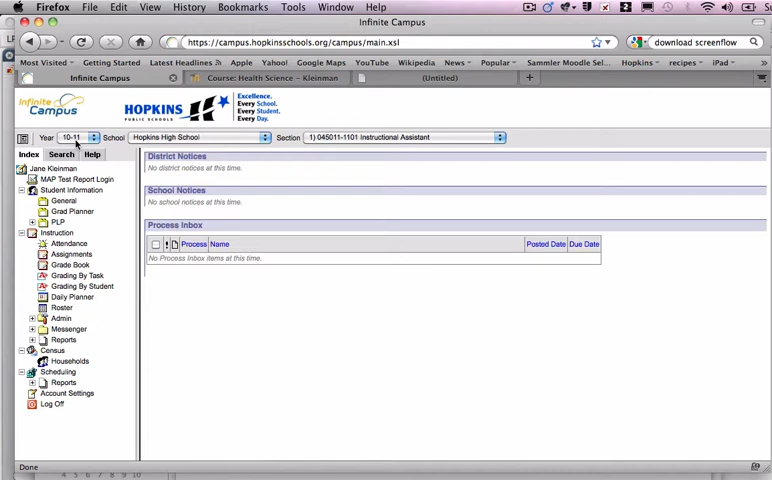 Firefox File Edit View History Bookmarks Tools Window Help
Infinite Campus
https://campus.hopkinsschools.org/campus/main.xsl
download screenflow
Most Visited Getting Started Latest Headlines Apple Yahoo! Google Maps YouTube Wikipedia News Popular Sammler Moodle Sel... Hopkins recipes iPad
Infinite Campus
Course: Health Science – Kleinman
(Untitled)
Infinite Campus
HOPKINS
PUBLIC SCHOOLS
Excellence.
Every School.
Every Student.
Every Day.
Year 10-11 School Hopkins High School Section 1) 045011-1101 Instructional Assistant
Index Search Help
Jane Kleinman
MAP Test Report Login
Student Information
General
Grad Planner
PLP
Instruction
Attendance
Assignments
Grade Book
Grading By Task
Grading By Student
Daily Planner
Roster
Admin
Messenger
Reports
Census
Households
Scheduling
Reports
Account Settings
Log Off
District Notices
No district notices at this time.
School Notices
No school notices at this time.
Process Inbox
! Process Name Posted Date Due Date
No Process Inbox items at this time.
Done
4 5 6 7 8 9 10